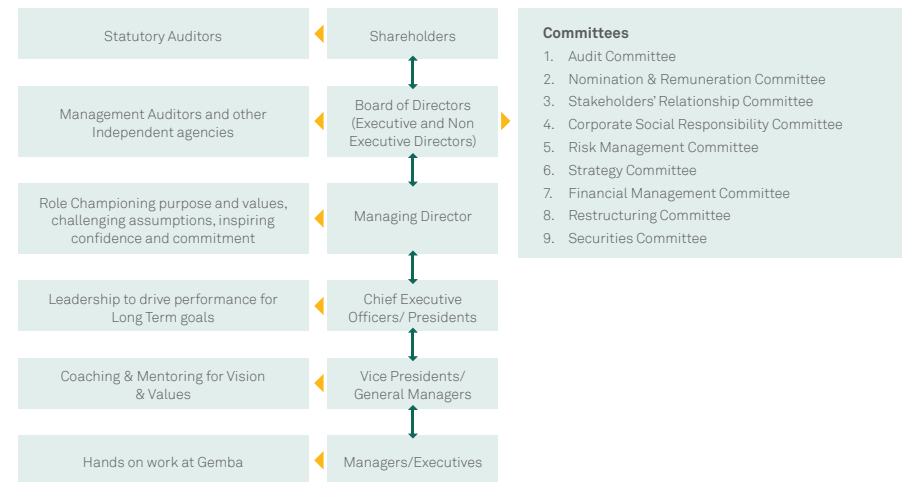 Statutory Auditors
Shareholders
Management Auditors and other
Independent agencies
Board of Directors
(Executive and Non
Executive Directors)
Role Championing purpose and values,
challenging assumptions, inspiring
confidence and commitment
Managing Director
Leadership to drive performance for
Long Term goals
Chief Executive
Officers/ Presidents
Coaching & Mentoring for Vision
& Values
Vice Presidents/
General Managers
Hands on work at Gemba
Managers/Executives
Committees
1. Audit Committee
2. Nomination & Remuneration Committee
3. Stakeholders’ Relationship Committee
4. Corporate Social Responsibility Committee
5. Risk Management Committee
6. Strategy Committee
7. Financial Management Committee
8. Restructuring Committee
9. Securities Committee